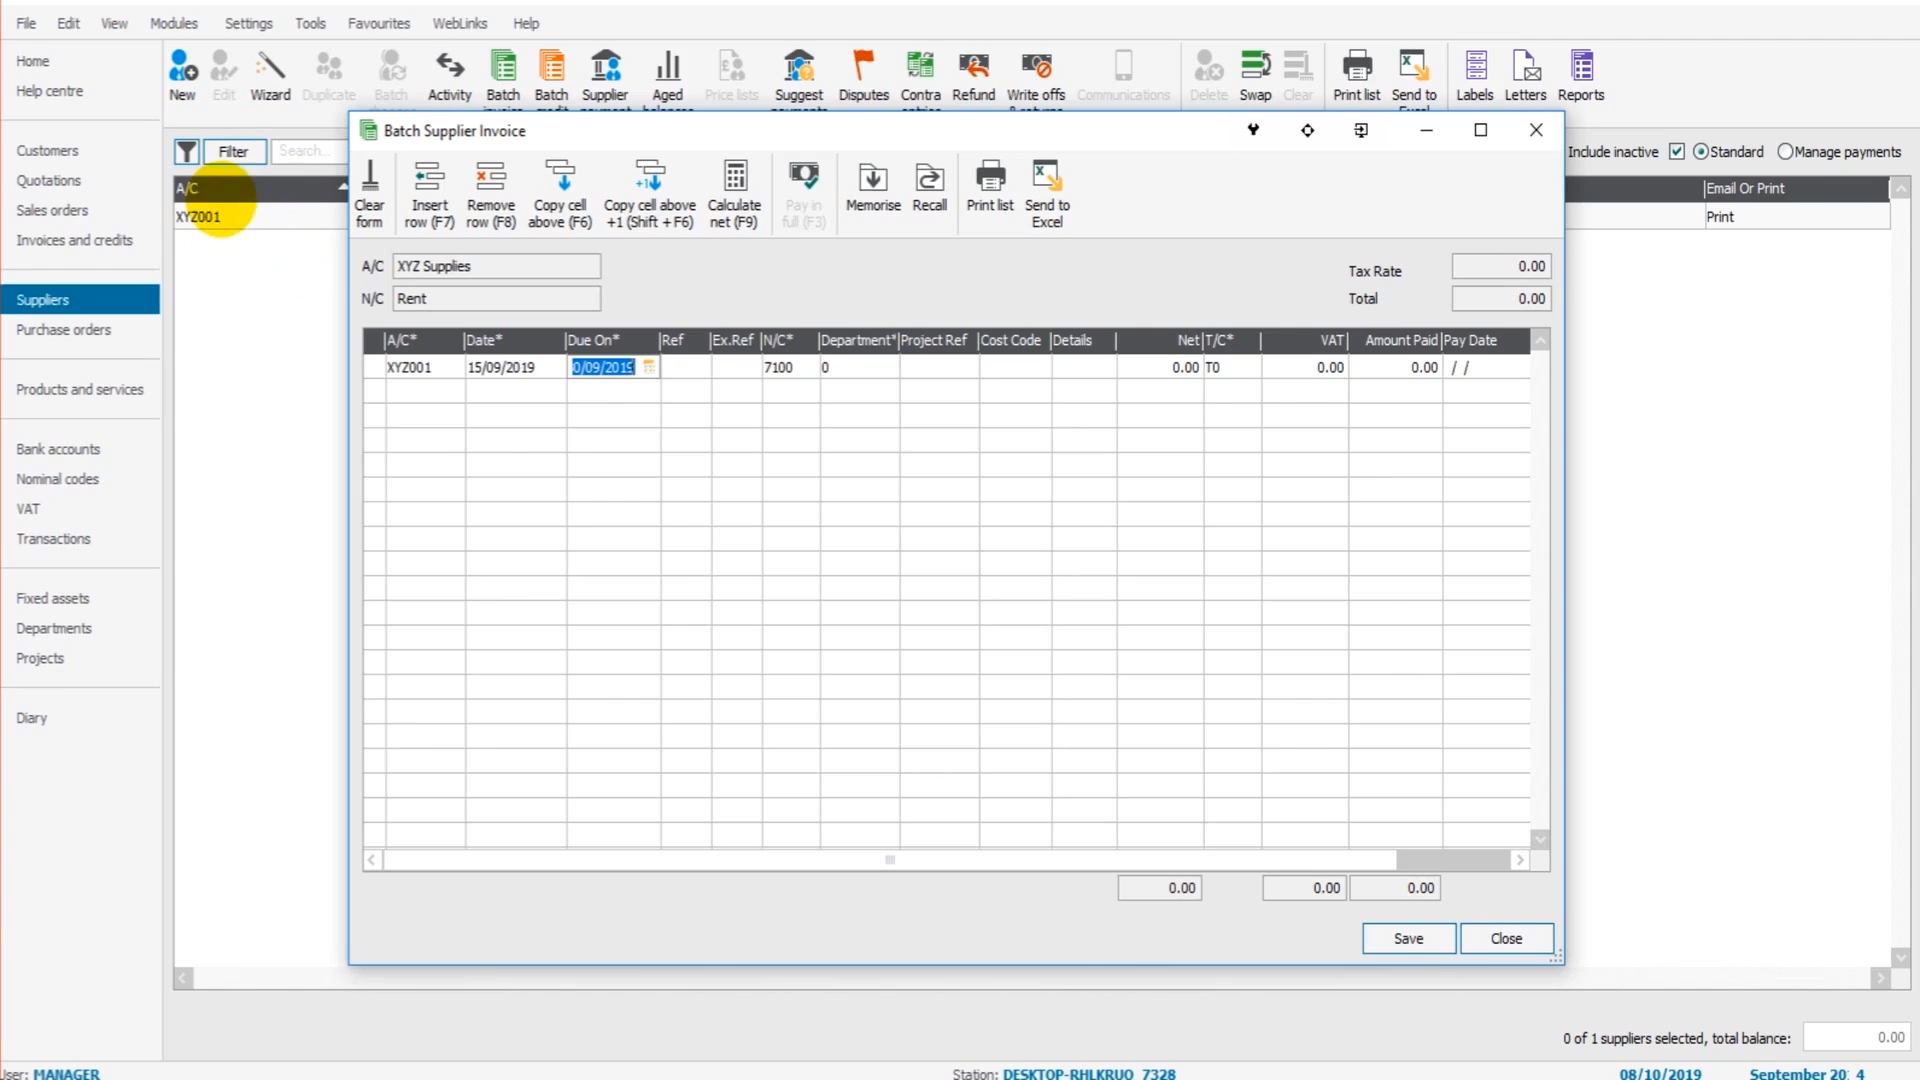 File Edit View Modules Settings Tools Favourites WebLinks Help
Home
Help centre
Customers
Quotations
Sales orders
Invoices and credits
Suppliers
Purchase orders
Products and services
Bank accounts
Nominal codes
VAT
Transactions
Fixed assets
Departments
Projects
Diary
New Edit Wizard Duplicate Batch Activity Batch Batch Supplier Aged Price lists Suggest Disputes Contra Refund Write offs Communications Delete Swap Clear Print list Send to Labels Letters Reports
Filter Search... Include inactive Standard Manage payments
A/C Email Or Print
XYZ001 Print
Batch Supplier Invoice
Clear form
Insert row (F7)
Remove row (F8)
Copy cell above (F6)
Copy cell above +1 (Shift + F6)
Calculate net (F9)
Pay in full (F3)
Memorise
Recall
Print list
Send to Excel
A/C XYZ Supplies Tax Rate 0.00
N/C Rent Total 0.00
A/C* Date* Due On* Ref Ex.Ref N/C* Department* Project Ref Cost Code Details Net T/C* VAT Amount Paid Pay Date
XYZ001 15/09/2019 0/09/2019 7100 0 0.00 T0 0.00 0.00 / /
0.00 0.00 0.00
Save Close
0 of 1 suppliers selected, total balance: 0.00
User: MANAGER Station: DESKTOP-RHLKRUO_7328 08/10/2019 September